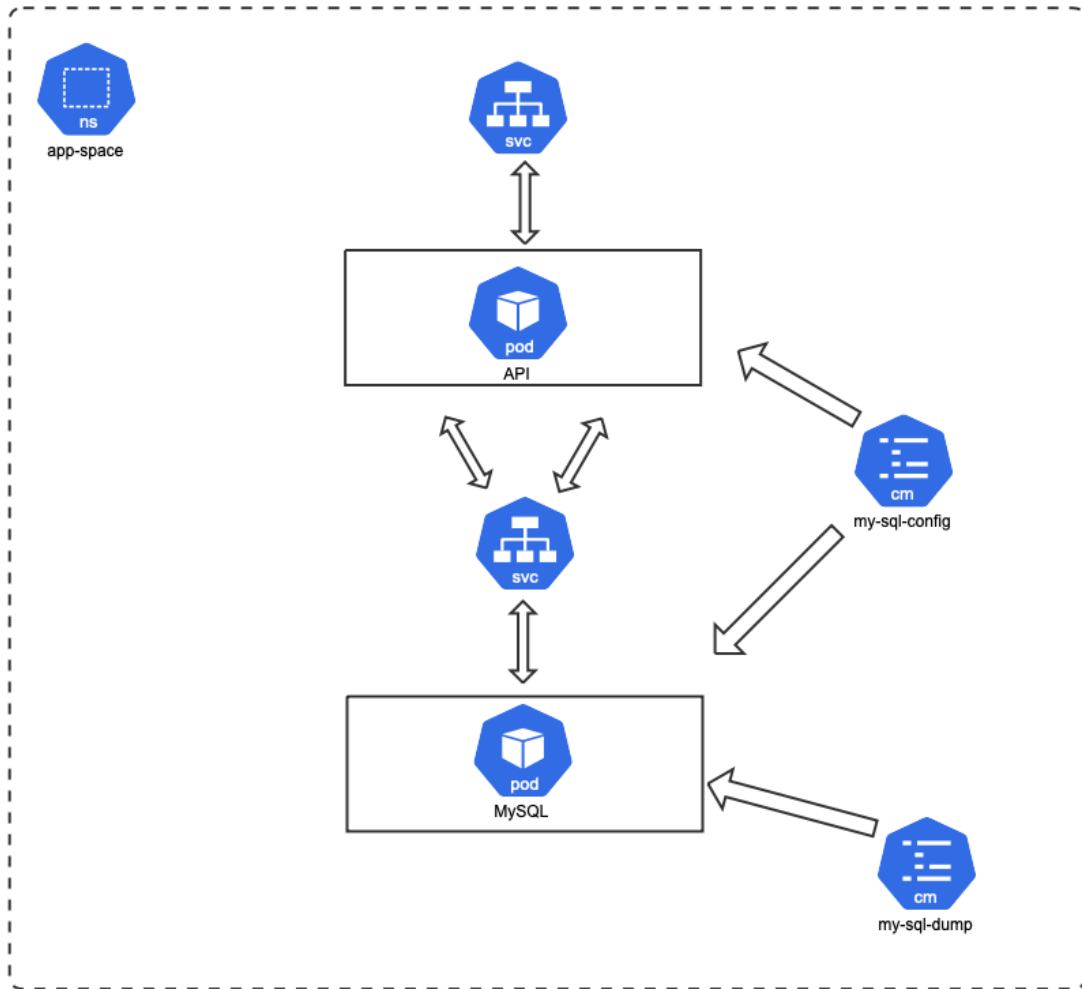 ns
app-space
svc
pod
API
cm
my-sql-config
svc
pod
MySQL
cm
my-sql-dump